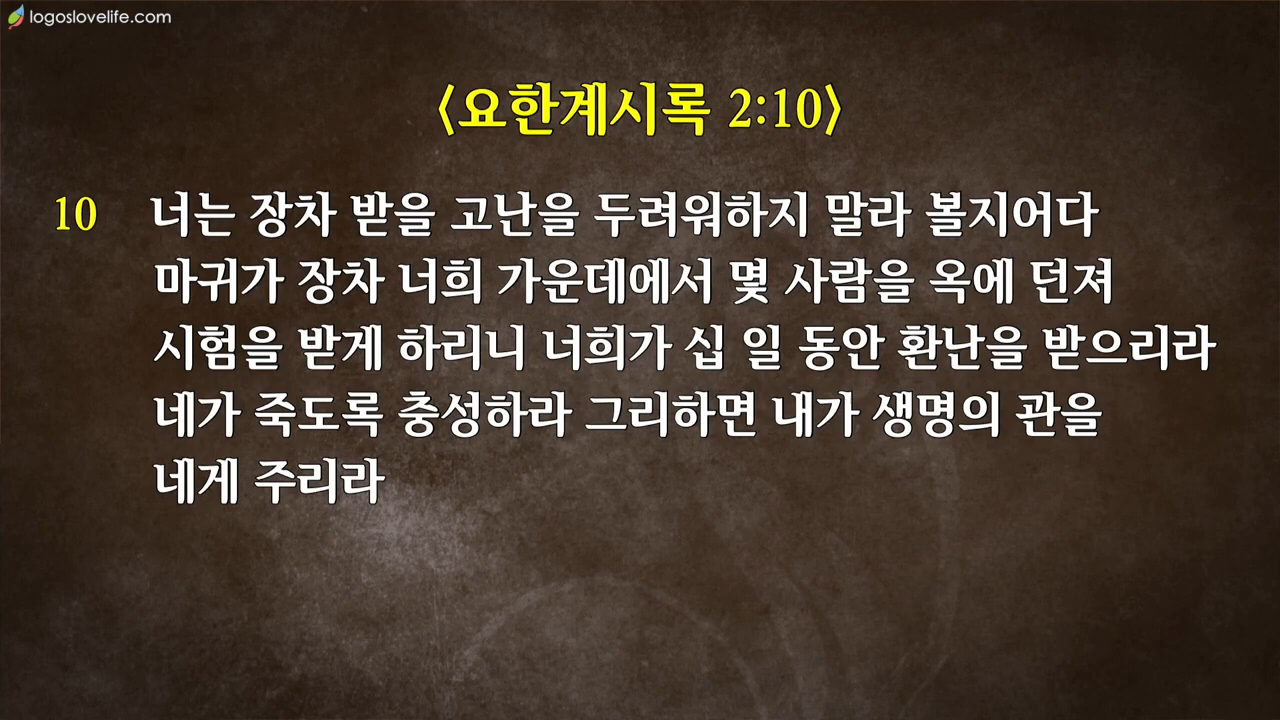 logoslovelife.com
<요한계시록 2:10>
10 너는 장차 받을 고난을 두려워하지 말라 볼지어다
마귀가 장차 너희 가운데에서 몇 사람을 옥에 던져
시험을 받게 하리니 너희가 십 일 동안 환난을 받으리라
네가 죽도록 충성하라 그리하면 내가 생명의 관을
네게 주리라